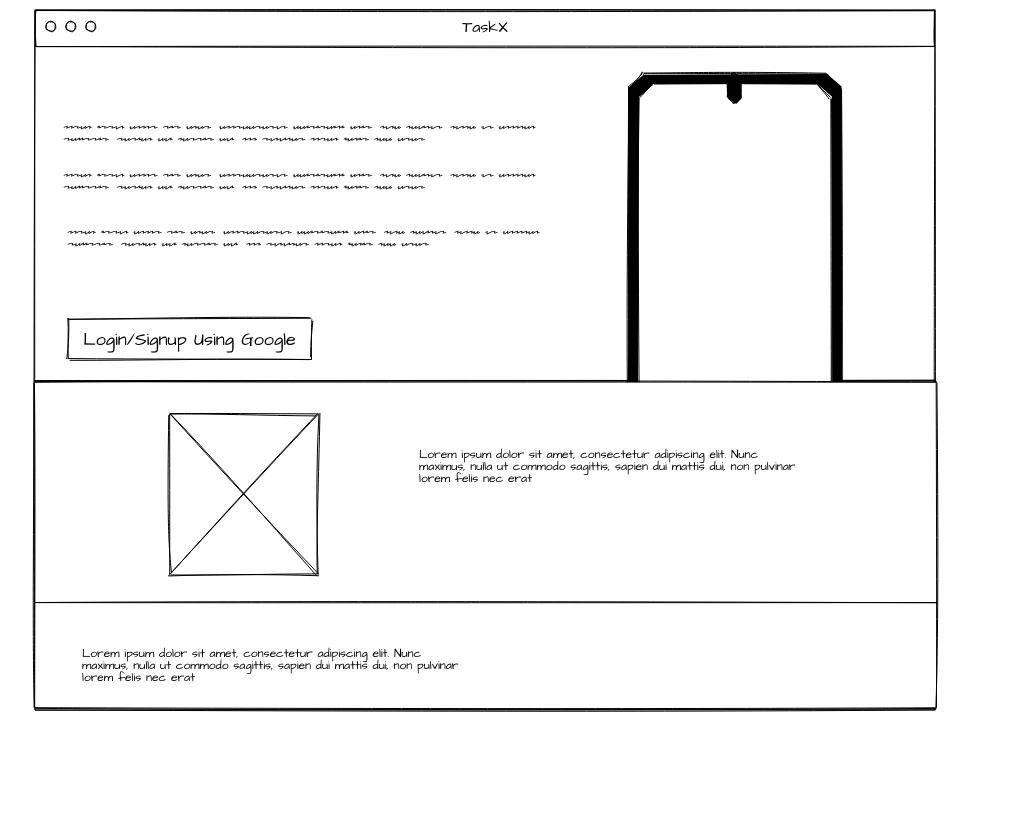 TaskX
Login/Signup Using Google
Lorem ipsum dolor sit amet, consectetur adipiscing elit. Nunc
maximus, nulla ut commodo sagittis, sapien dui mattis dui, non pulvinar
lorem felis nec erat
Lorem ipsum dolor sit amet, consectetur adipiscing elit. Nunc
maximus, nulla ut commodo sagittis, sapien dui mattis dui, non pulvinar
lorem felis nec erat